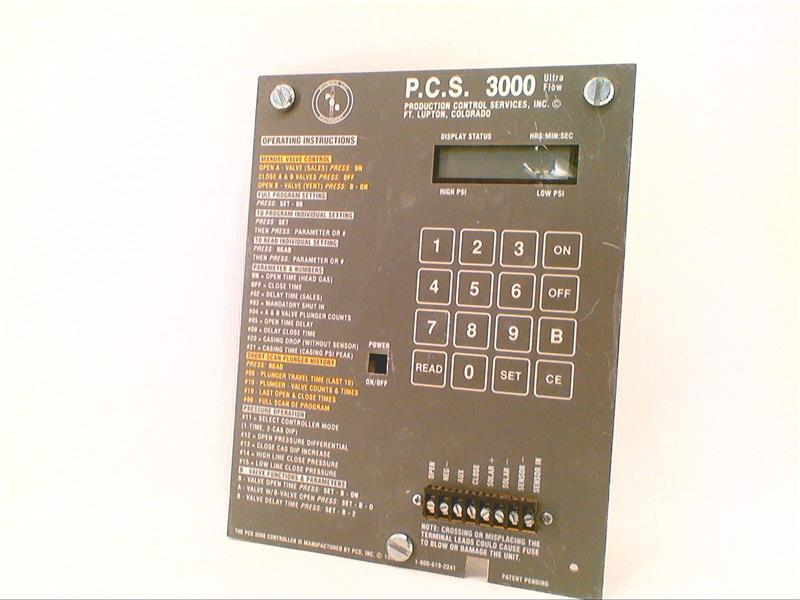 P.C.S. 3000 Ultra Flow
PRODUCTION CONTROL SERVICES, INC. ©
FT. LUPTON, COLORADO
DISPLAY STATUS HRS:MIN:SEC
HIGH PSI LOW PSI
OPERATING INSTRUCTIONS
MANUAL VALVE CONTROL
OPEN A - VALVE (SALES) PRESS: ON
CLOSE A & B VALVES PRESS: OFF
OPEN B - VALVE (VENT) PRESS: B - ON
FULL PROGRAM SETTING
PRESS: SET - 99
TO PROGRAM INDIVIDUAL SETTING
PRESS: SET
THEN PRESS: PARAMETER OR #
TO READ INDIVIDUAL SETTING
PRESS: READ
THEN PRESS: PARAMETER OR #
PARAMETER & NUMBERS
ON = OPEN TIME (HEAD GAS)
OFF = CLOSE TIME
#02 = DELAY TIME (SALES)
#03 = MANDATORY SHUT IN
#04 = A & B VALVE PLUNGER COUNTS
#05 = OPEN TIME DELAY
#08 = DELAY CLOSE TIME
#20 = CASING DROP (WITHOUT SENSOR)
#21 = CASING TIME (CASING PSI PEAK)
SHORT SCAN PLUNGER HISTORY
PRESS: READ
#06 - PLUNGER TRAVEL TIME (LAST 10)
#10 - PLUNGER - VALVE COUNTS & TIMES
#19 - LAST OPEN & CLOSE TIMES
#90 - FULL SCAN OF PROGRAM
PRESSURE OPERATION
#11 = SELECT CONTROLLER MODE
(1-TIME, 2-CAS DIP)
#12 = OPEN PRESSURE DIFFERENTIAL
#13 = CLOSE CAS DIP INCREASE
#14 = HIGH LINE CLOSE PRESSURE
#15 = LOW LINE CLOSE PRESSURE
B - VALVE FUNCTIONS & PARAMETERS
B - VALVE OPEN TIME PRESS: SET - B - ON
A - VALVE W/B-VALVE OPEN PRESS: SET - B - 0
B - VALVE DELAY TIME PRESS: SET - B - 2
POWER
ON/OFF
1 2 3 ON
4 5 6 OFF
7 8 9 B
READ 0 SET CE
OPEN NEG - AUX CLOSE SOLAR + SOLAR - SENSOR - SENSOR IN
NOTE: CROSSING OR MISPLACING THE
TERMINAL LEADS COULD CAUSE FUSE
TO BLOW OR DAMAGE THE UNIT.
THE PCS 3000 CONTROLLER IS MANUFACTURED BY PCS, INC. © 1-800-619-2241
PATENT PENDING